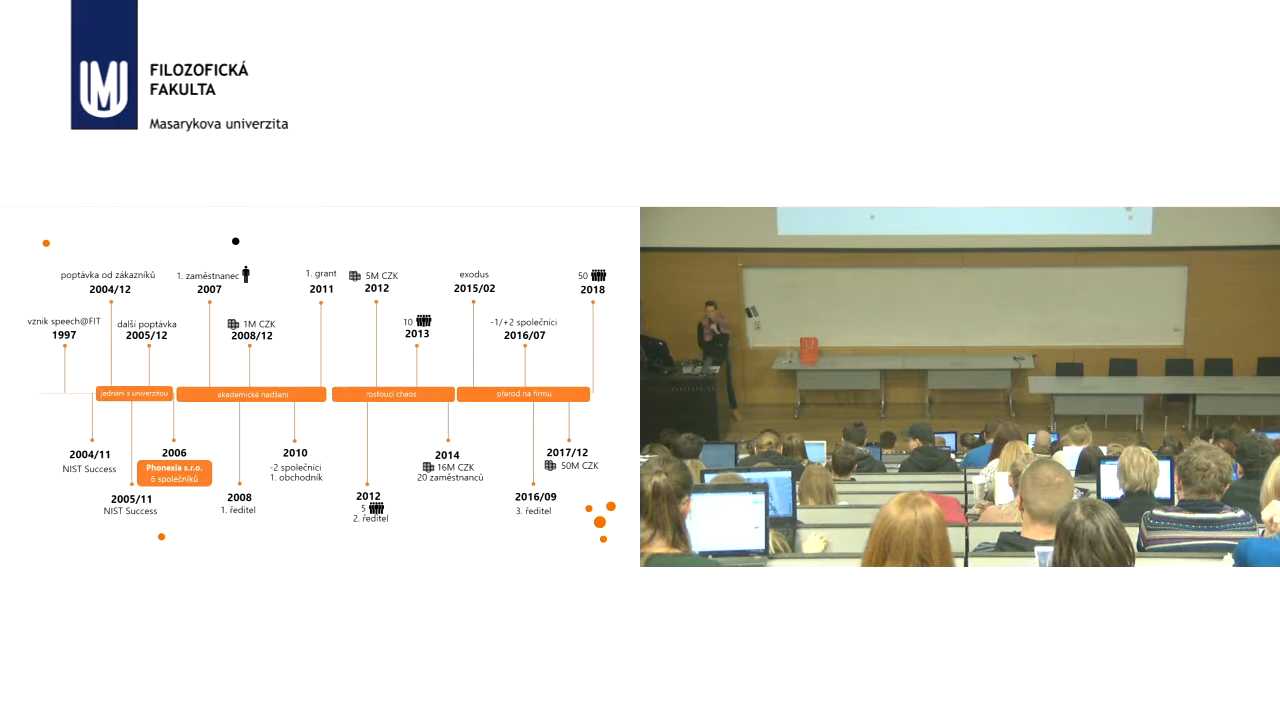 FILOZOFICKÁ
FAKULTA
Masarykova univerzita
poptávka od zákazníků
2004/12
1. zaměstnanec
2007
1. grant
2011
5M CZK
2012
exodus
2015/02
50
2018
vznik speech@FIT
1997
další poptávka
2005/12
1M CZK
2008/12
10
2013
-1/+2 společníci
2016/07
jednání s univerzitou
akademické nadšení
rostoucí chaos
přerod na firmu
2004/11
NIST Success
2006
Phonexia s.r.o.
6 společníků
2010
-2 společníci
1. obchodník
2014
16M CZK
20 zaměstnanců
2017/12
50M CZK
2005/11
NIST Success
2008
1. ředitel
2012
5
2. ředitel
2016/09
3. ředitel